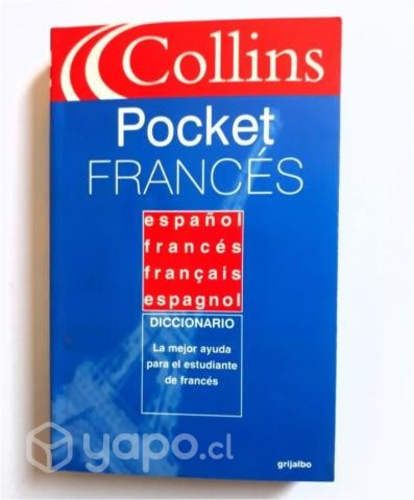 Collins
Pocket
FRANCÉS
español
francés
français
espagnol
DICCIONARIO
La mejor ayuda
para el estudiante
de francés
grijalbo
yapo.cl